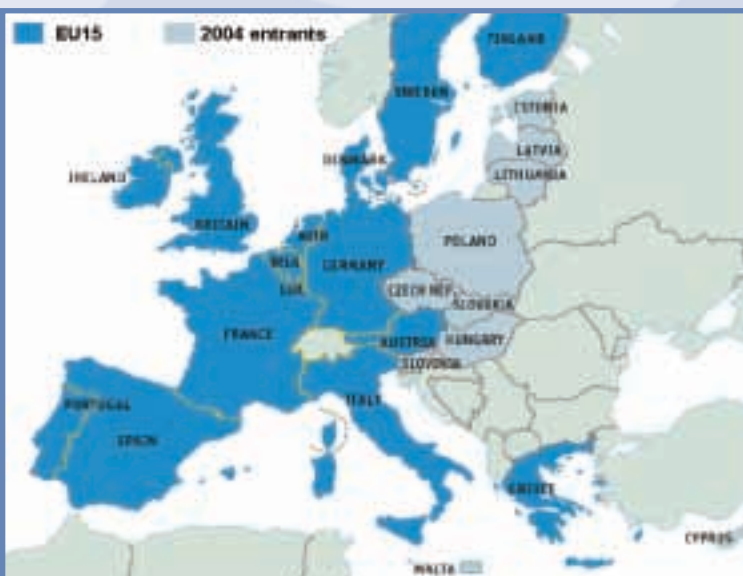 EU15
2004 entrants
FINLAND
SWEDEN
ESTONIA
LATVIA
LITHUANIA
DENMARK
IRELAND
BRITAIN
NETH
POLAND
BELG
GERMANY
LUX
CZECH REP.
SLOVAKIA
FRANCE
AUSTRIA
HUNGARY
SLOVENIA
ITALY
PORTUGAL
SPAIN
GREECE
CYPRUS
MALTA